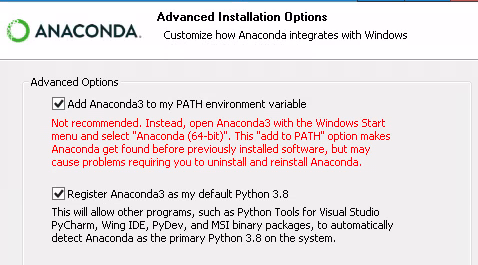 Advanced Installation Options
ANACONDA.
Customize how Anaconda integrates with Windows
Advanced Options
Add Anaconda3 to my PATH environment variable
Not recommended. Instead, open Anaconda3 with the Windows Start
menu and select "Anaconda (64-bit)". This "add to PATH" option makes
Anaconda get found before previously installed software, but may
cause problems requiring you to uninstall and reinstall Anaconda.
Register Anaconda3 as my default Python 3.8
This will allow other programs, such as Python Tools for Visual Studio
PyCharm, Wing IDE, PyDev, and MSI binary packages, to automatically
detect Anaconda as the primary Python 3.8 on the system.